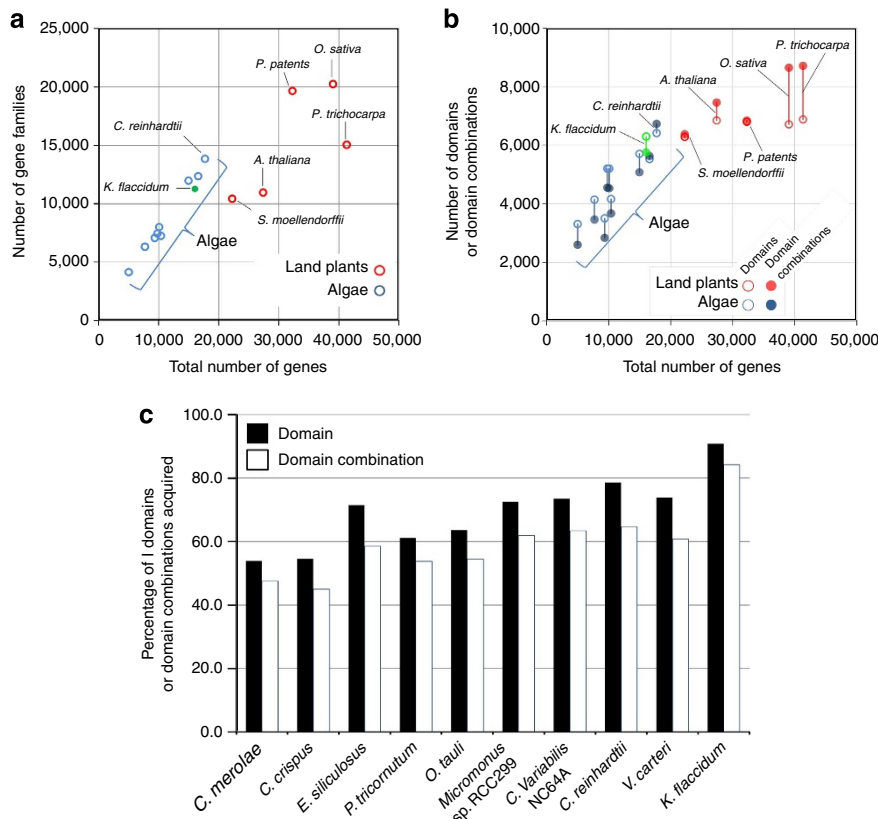 a
25,000
20,000
15,000
10,000
5,000
0
Number of gene families
O. sativa
P. patents
P. trichocarpa
C. reinhardtii
K. flaccidum
A. thaliana
S. moellendorffii
Algae
Land plants
Algae
0
10,000
20,000
30,000
40,000
50,000
Total number of genes
b
10,000
8,000
6,000
4,000
2,000
0
Number of domains
or domain combinations
P. trichocarpa
O. sativa
A. thaliana
C. reinhardtii
K. flaccidum
P. patents
S. moellendorffii
Algae
Domains
Domain
combinations
Land plants
Algae
0
10,000
20,000
30,000
40,000
50,000
Total number of genes
c
100.0
80.0
60.0
40.0
20.0
0.0
Percentage of I domains
or domain combinations acquired
Domain
Domain combination
C. merolae
C. crispus
E. siliculosus
P. tricornutum
O. tauli
Micromonus
sp. RCC299
C. Variabilis
NC64A
C. reinhardtii
V. carteri
K. flaccidum